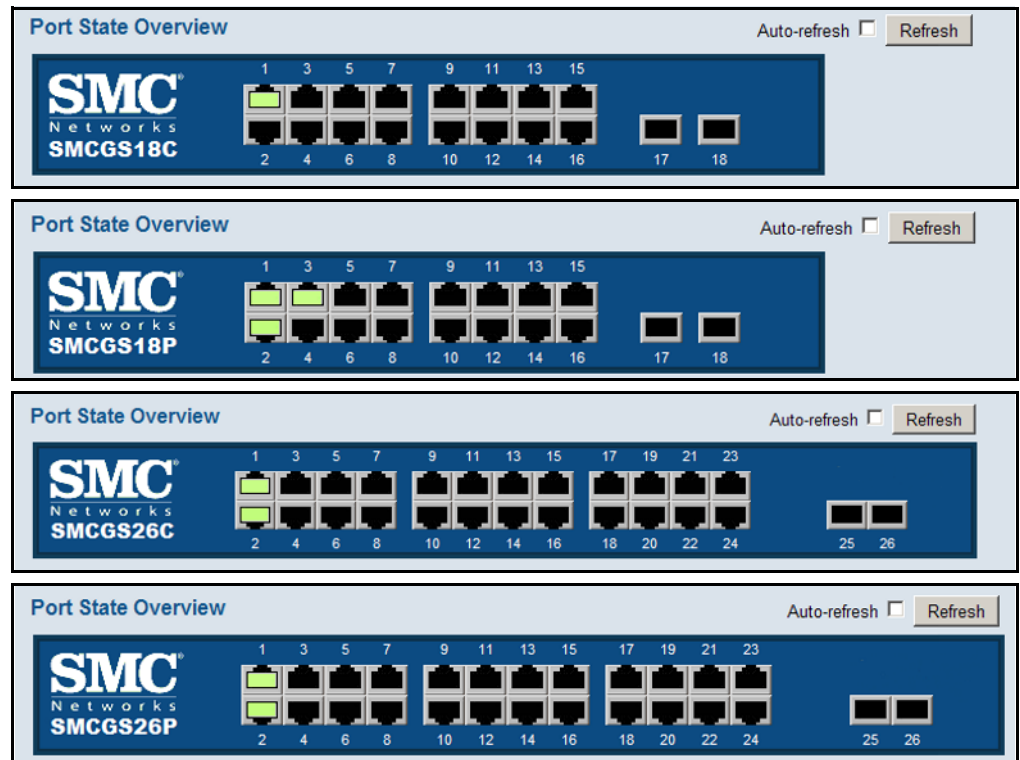 Port State Overview
Auto-refresh Refresh
1 3 5 7 9 11 13 15
SMC®
Networks
SMCGS18C
2 4 6 8 10 12 14 16 17 18
Port State Overview
Auto-refresh Refresh
1 3 5 7 9 11 13 15
SMC®
Networks
SMCGS18P
2 4 6 8 10 12 14 16 17 18
Port State Overview
Auto-refresh Refresh
1 3 5 7 9 11 13 15 17 19 21 23
SMC®
Networks
SMCGS26C
2 4 6 8 10 12 14 16 18 20 22 24 25 26
Port State Overview
Auto-refresh Refresh
1 3 5 7 9 11 13 15 17 19 21 23
SMC®
Networks
SMCGS26P
2 4 6 8 10 12 14 16 18 20 22 24 25 26